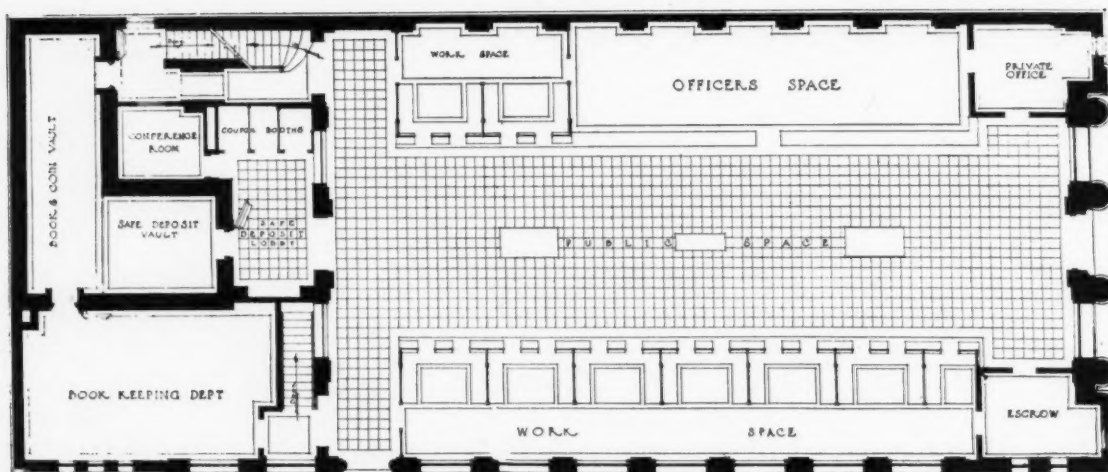 WORK SPACE
OFFICERS SPACE
PRIVATE
OFFICE
BOOK & COIN VAULT
CONFERENCE
ROOM
COUPON BOOTHS
SAFE DEPOSIT
VAULT
SAFE
DEPOSIT
LOBBY
PUBLIC SPACE
BOOK KEEPING DEPT
WORK SPACE
ESCROW